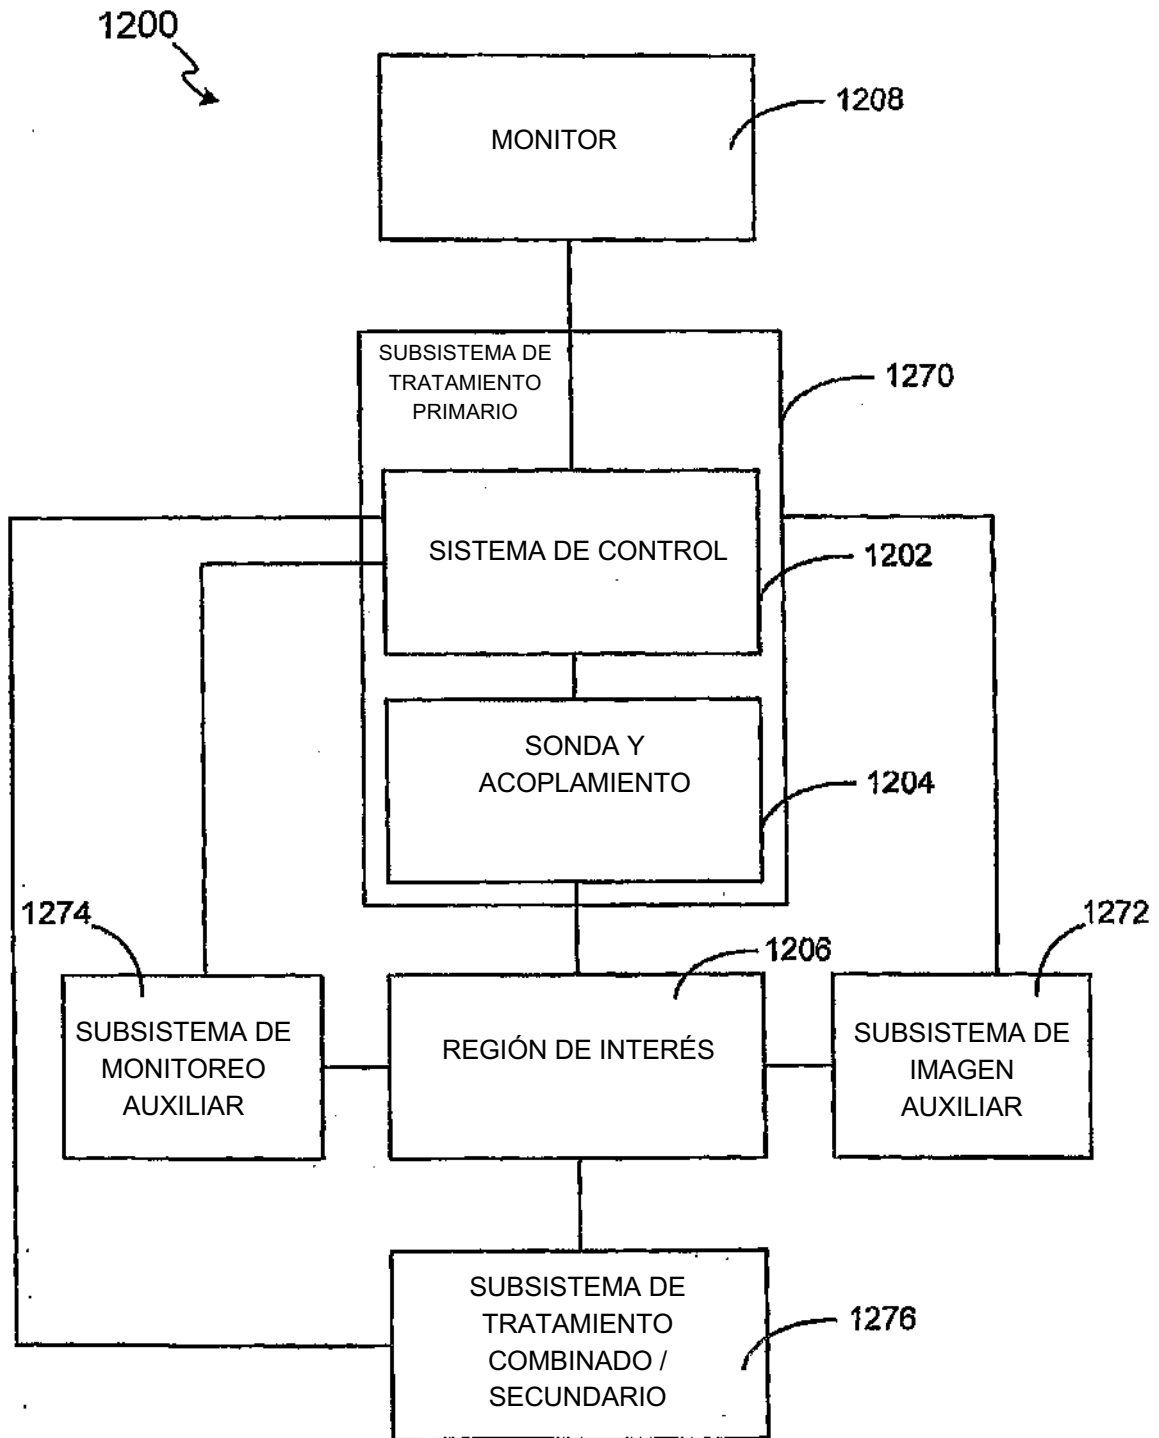 1200
1208
MONITOR
SUBSISTEMA DE
TRATAMIENTO
PRIMARIO
1270
SISTEMA DE CONTROL
1202
SONDA Y
ACOPLAMIENTO
1204
1274
1206
1272
SUBSISTEMA DE
MONITOREO
AUXILIAR
REGIÓN DE INTERÉS
SUBSISTEMA DE
IMAGEN
AUXILIAR
SUBSISTEMA DE
TRATAMIENTO
COMBINADO /
SECUNDARIO
1276